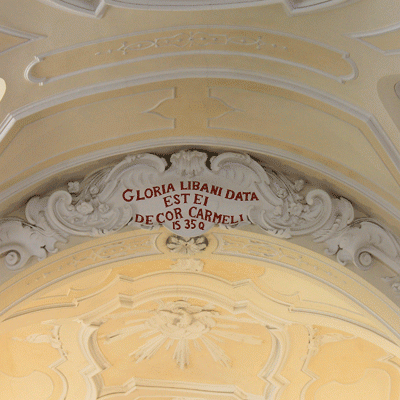 GLORIA LIBANI DATA
EST EI
DECOR CARMELI
IS 35 Q